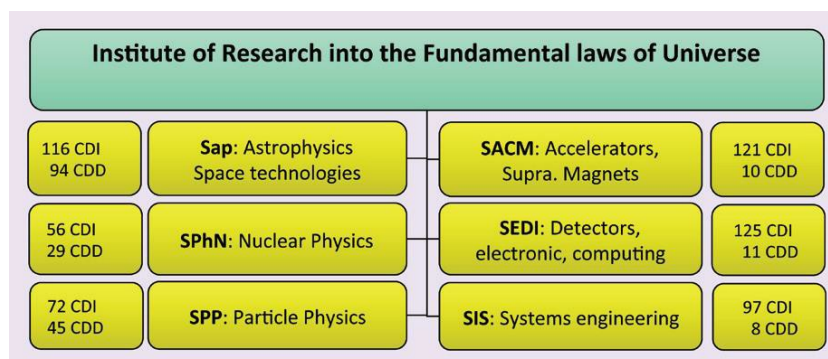 Institute of Research into the Fundamental laws of Universe
116 CDI
94 CDD
Sap: Astrophysics
Space technologies
SACM: Accelerators,
Supra. Magnets
121 CDI
10 CDD
56 CDI
29 CDD
SPhN: Nuclear Physics
SEDI: Detectors,
electronic, computing
125 CDI
11 CDD
72 CDI
45 CDD
SPP: Particle Physics
SIS: Systems engineering
97 CDI
8 CDD